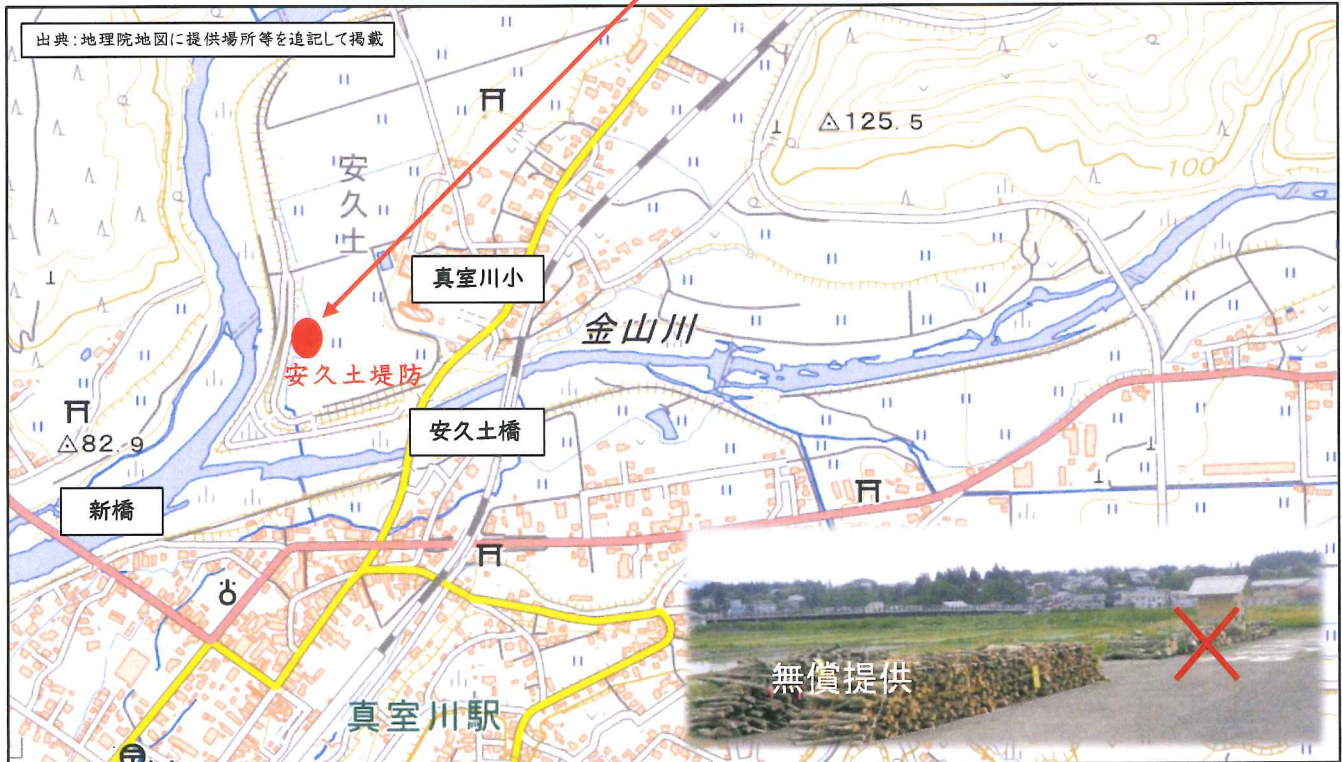 出典:地理院地図に提供場所等を追記して掲載
125.5
100
安久土
真室川小
金山川
安久土堤防
安久土橋
82.9
新橋
無償提供
真室川駅